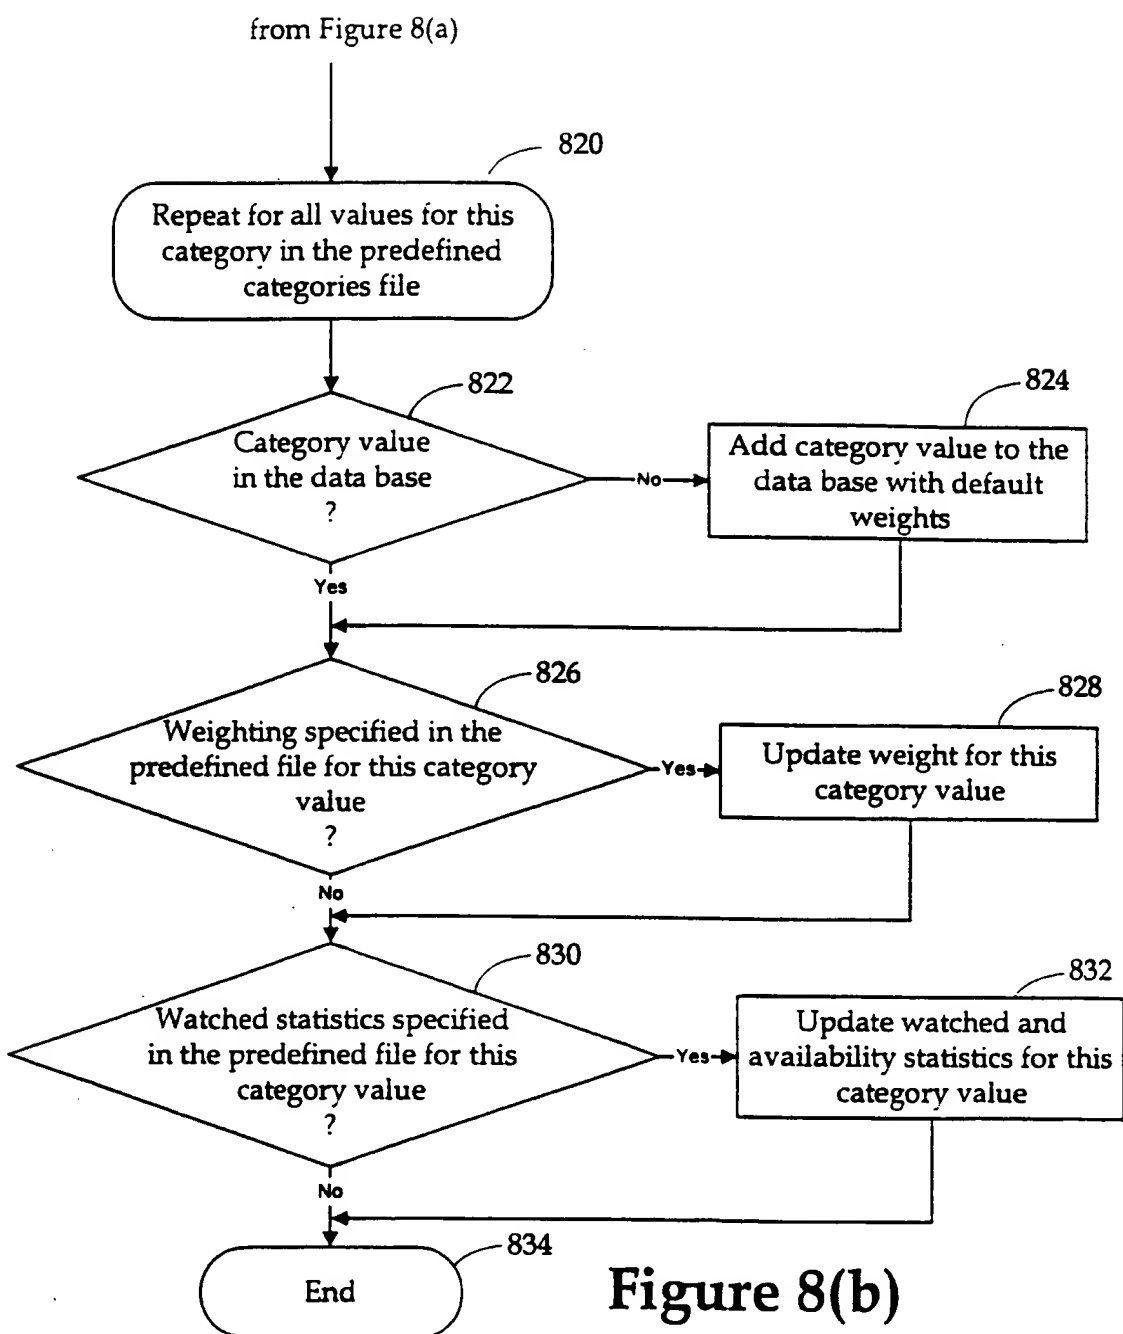 from Figure 8(a)
820
Repeat for all values for this
category in the predefined
categories file
822
Category value
in the data base
?
No
824
Add category value to the
data base with default
weights
Yes
826
Weighting specified in the
predefined file for this category
value
?
Yes
828
Update weight for this
category value
No
830
Watched statistics specified
in the predefined file for this
category value
?
Yes
832
Update watched and
availability statistics for this
category value
No
834
End
Figure 8(b)